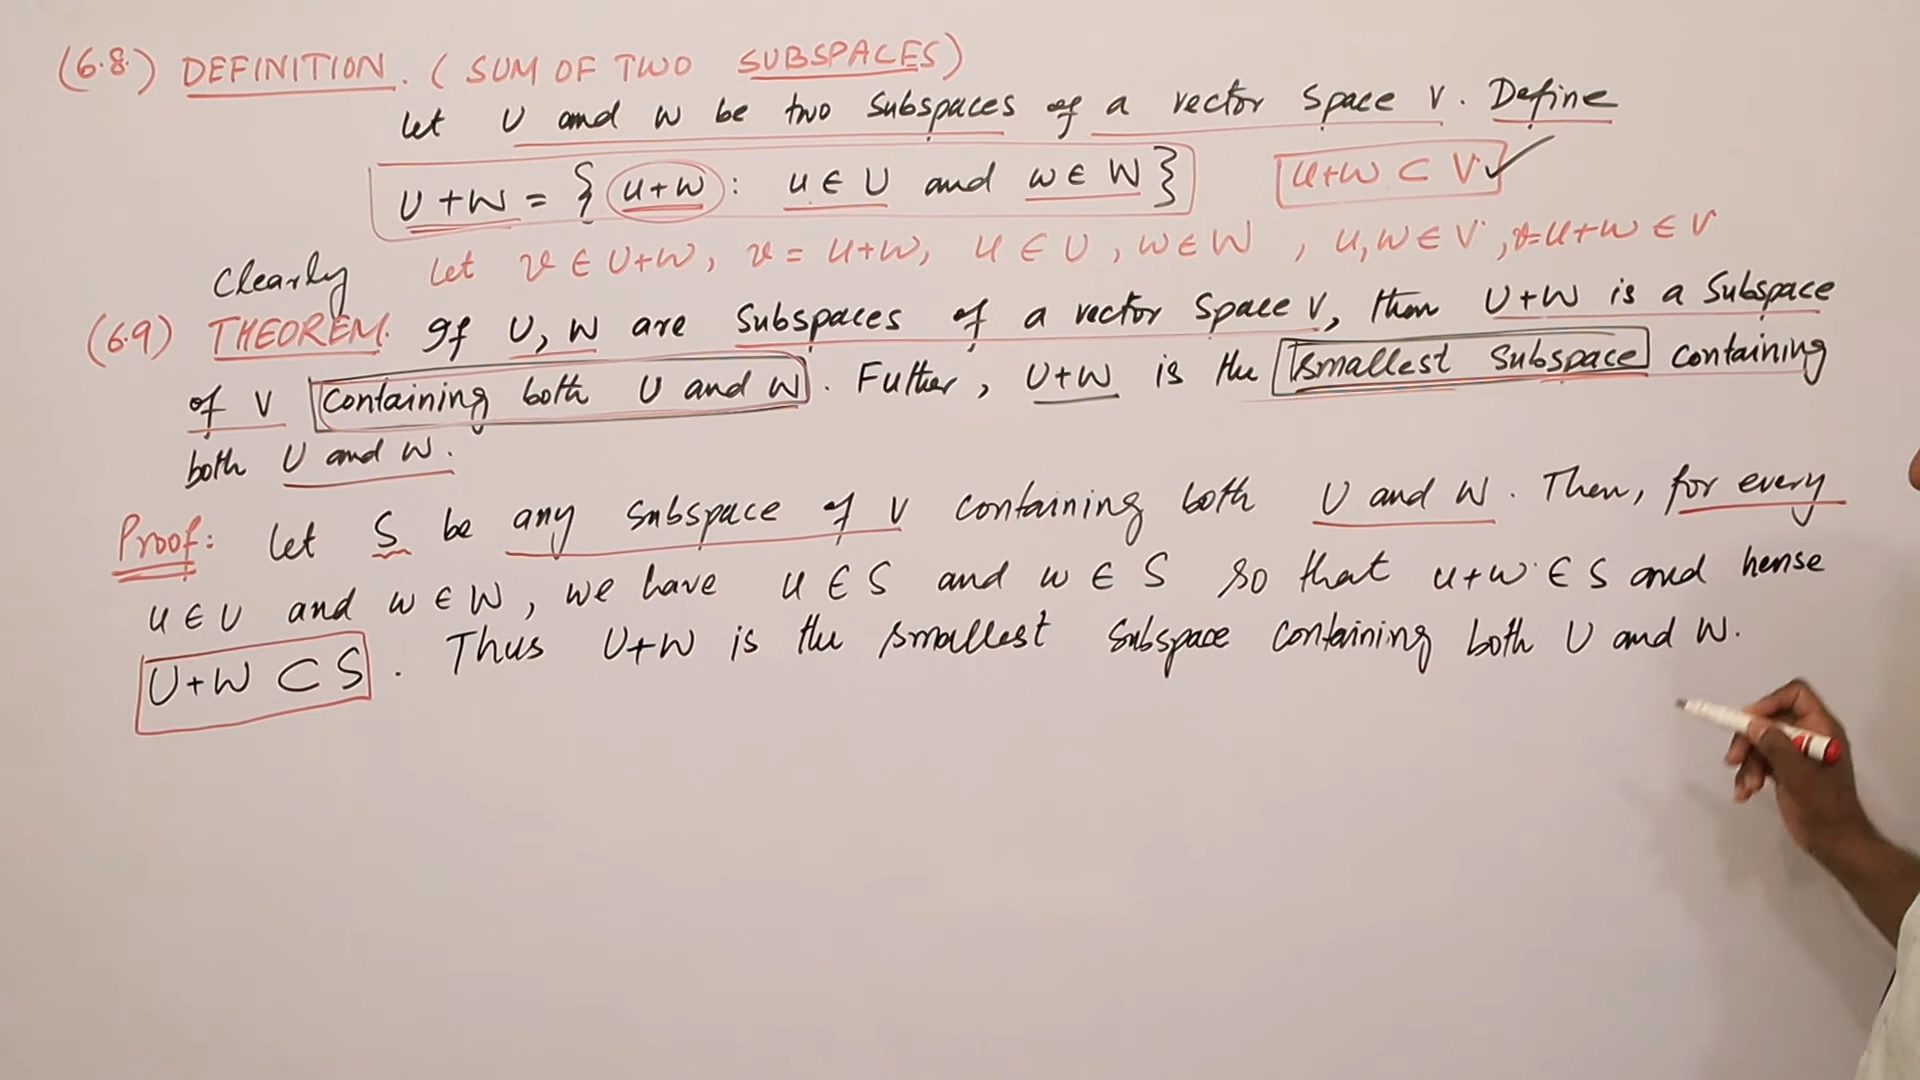 (6.8) DEFINITION. (SUM OF TWO SUBSPACES)
Let U and W be two subspaces of a vector space V. Define
U+W = { u+w : u ∈ U and w ∈ W } U+W ⊂ V ✓
Clearly Let v ∈ U+W, v = u+w, u ∈ U, w ∈ W, u,w ∈ V, v=u+w ∈ V
(6.9) THEOREM. If U, W are subspaces of a vector space V, then U+W is a subspace
of V containing both U and W. Futher, U+W is the smallest subspace containing
both U and W.
Proof: Let S be any subspace of V containing both U and W. Then, for every
u ∈ U and w ∈ W, we have u ∈ S and w ∈ S so that u+w ∈ S and hense
U+W ⊂ S. Thus U+W is the smallest subspace containing both U and W.